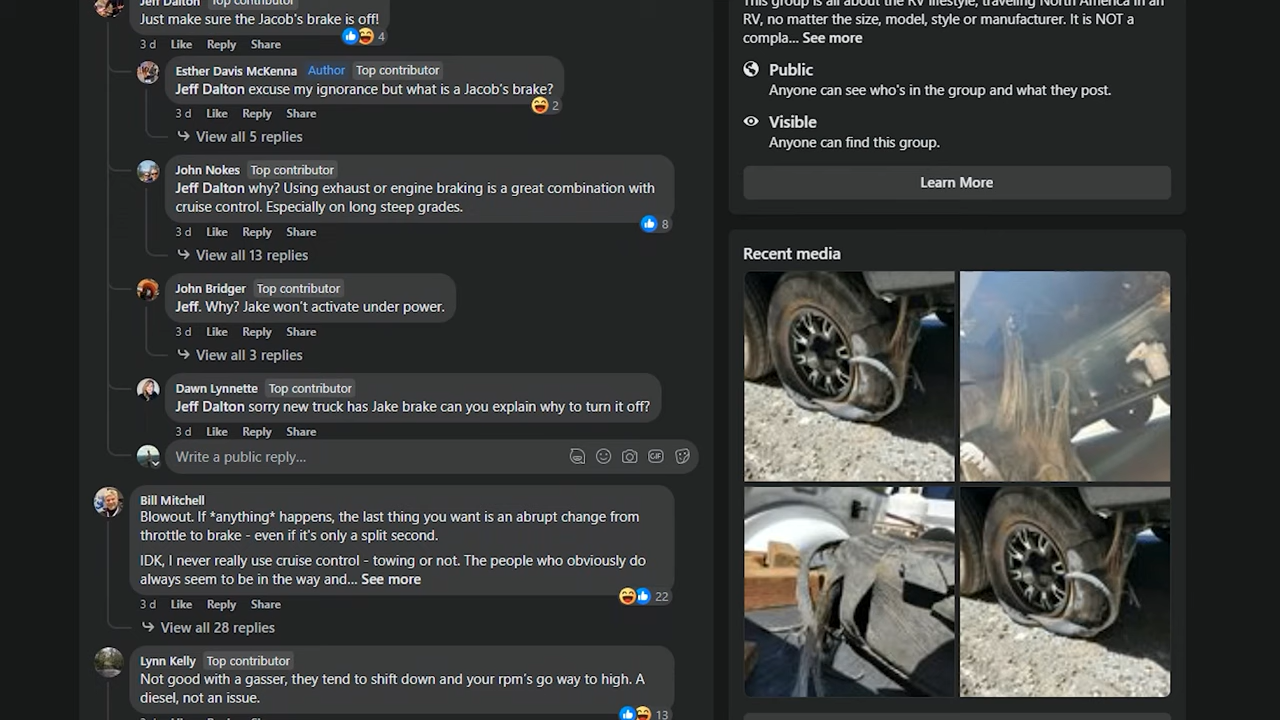 Jeff Dalton Top contributor
Just make sure the Jacob's brake is off!
4
3 d Like Reply Share
Esther Davis McKenna Author Top contributor
Jeff Dalton excuse my ignorance but what is a Jacob's brake?
2
3 d Like Reply Share
View all 5 replies
John Nokes Top contributor
Jeff Dalton why? Using exhaust or engine braking is a great combination with
cruise control. Especially on long steep grades.
8
3 d Like Reply Share
View all 13 replies
John Bridger Top contributor
Jeff. Why? Jake won't activate under power.
3 d Like Reply Share
View all 3 replies
Dawn Lynnette Top contributor
Jeff Dalton sorry new truck has Jake brake can you explain why to turn it off?
3 d Like Reply Share
Write a public reply...
GIF
Bill Mitchell
Blowout. If *anything* happens, the last thing you want is an abrupt change from
throttle to brake - even if it's only a split second.
IDK, I never really use cruise control - towing or not. The people who obviously do
always seem to be in the way and... See more
22
3 d Like Reply Share
View all 28 replies
Lynn Kelly Top contributor
Not good with a gasser, they tend to shift down and your rpm's go way to high. A
diesel, not an issue.
13
This group is all about the RV lifestyle, traveling North America in an
RV, no matter the size, model, style or manufacturer. It is NOT a
compla... See more
Public
Anyone can see who's in the group and what they post.
Visible
Anyone can find this group.
Learn More
Recent media